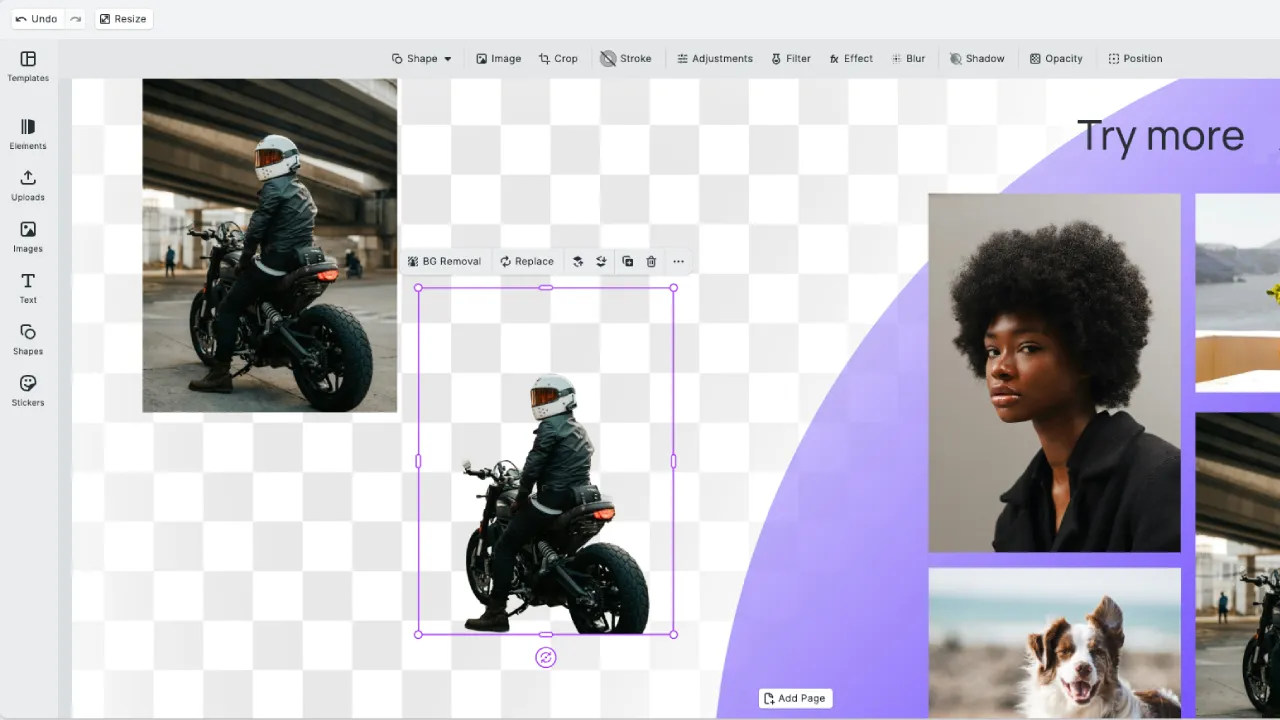 Undo
Resize
Templates
Elements
Uploads
Images
Text
Shapes
Stickers
Shape
Image
Crop
Stroke
Adjustments
Filter
fx Effect
Blur
Shadow
Opacity
Position
Try more
BG Removal
Replace
Add Page